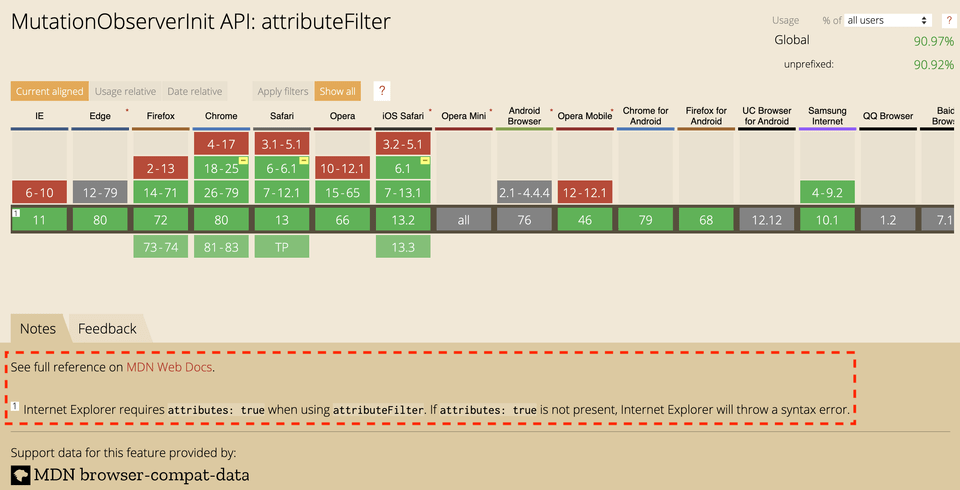 MutationObserverInit API: attributeFilter
Usage % of all users ?
Global 90.97%
unprefixed: 90.92%
Current aligned Usage relative Date relative Apply filters Show all ?
IE Edge * Firefox Chrome Safari Opera iOS Safari * Opera Mini * Android Browser * Opera Mobile * Chrome for Android Firefox for Android UC Browser for Android Samsung Internet QQ Browser Baid Brows
4-17 3.1-5.1 3.2-5.1
2-13 18-25 6-6.1 10-12.1 6.1
6-10 12-79 14-71 26-79 7-12.1 15-65 7-13.1 2.1-4.4.4 12-12.1 4-9.2
1 11 80 72 80 13 66 13.2 all 76 46 79 68 12.12 10.1 1.2 7.1
73-74 81-83 TP 13.3
Notes Feedback
See full reference on MDN Web Docs.
1 Internet Explorer requires attributes: true when using attributeFilter. If attributes: true is not present, Internet Explorer will throw a syntax error.
Support data for this feature provided by:
MDN browser-compat-data